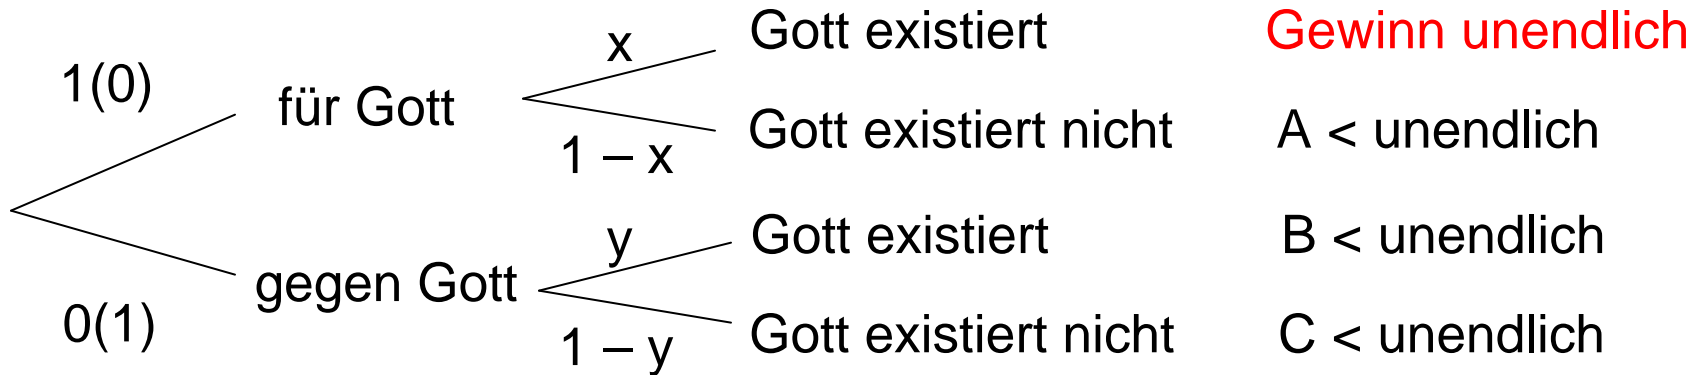 x Gott existiert Gewinn unendlich
1(0) für Gott
1 – x Gott existiert nicht A < unendlich
y Gott existiert B < unendlich
0(1) gegen Gott
1 – y Gott existiert nicht C < unendlich